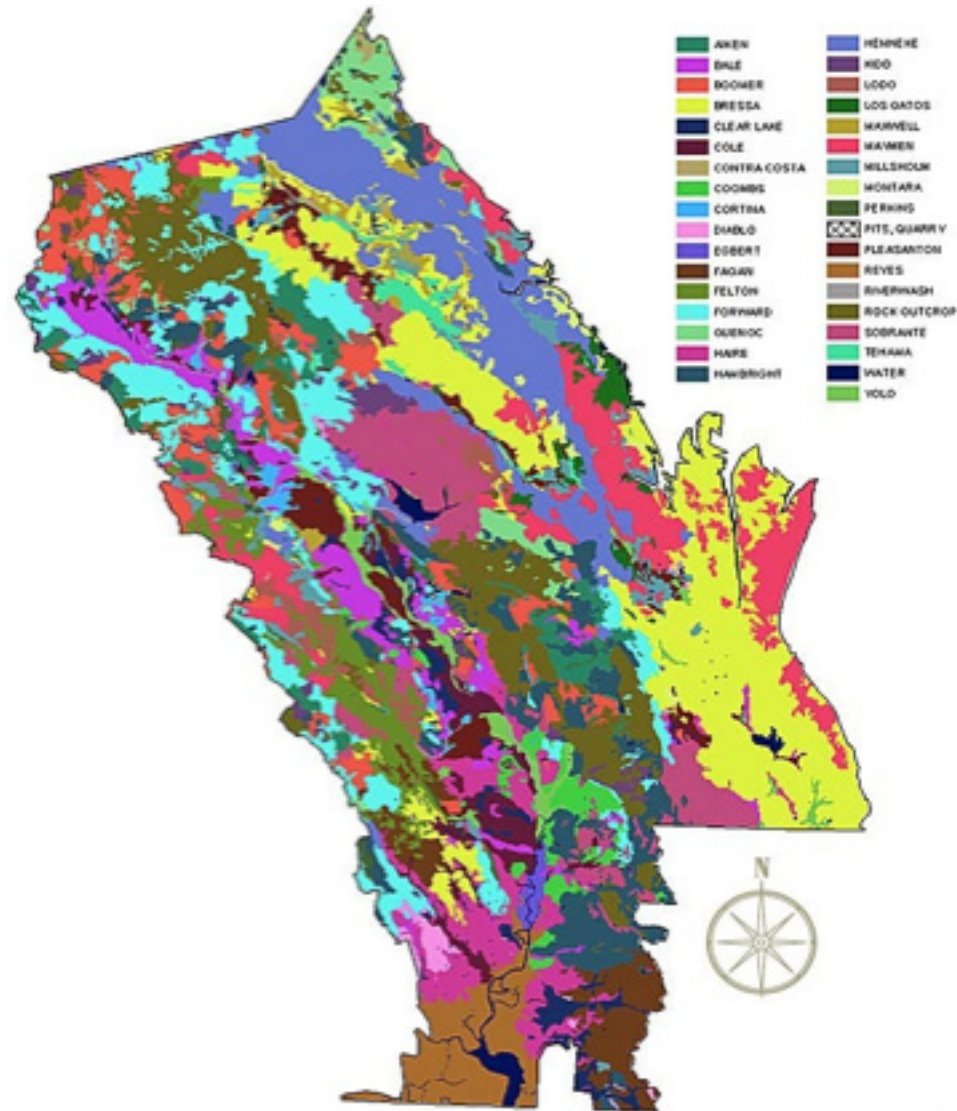 AIKEN
BALE
BOOMER
BRESSA
CLEAR LAKE
COLE
CONTRA COSTA
COOMBS
CORTINA
DIABLO
EGBERT
FAGAN
FELTON
FORWARD
GUENOC
HAIRE
HAMBRIGHT
HENNEKE
KIDD
LODO
LOS GATOS
MAXWELL
MAYMEN
MILLSHOLM
MONTARA
PERKINS
PITS, QUARRY
PLEASANTON
REYES
RIVERWASH
ROCK OUTCROP
SOBRANTE
TEHAMA
WATER
YOLO
N